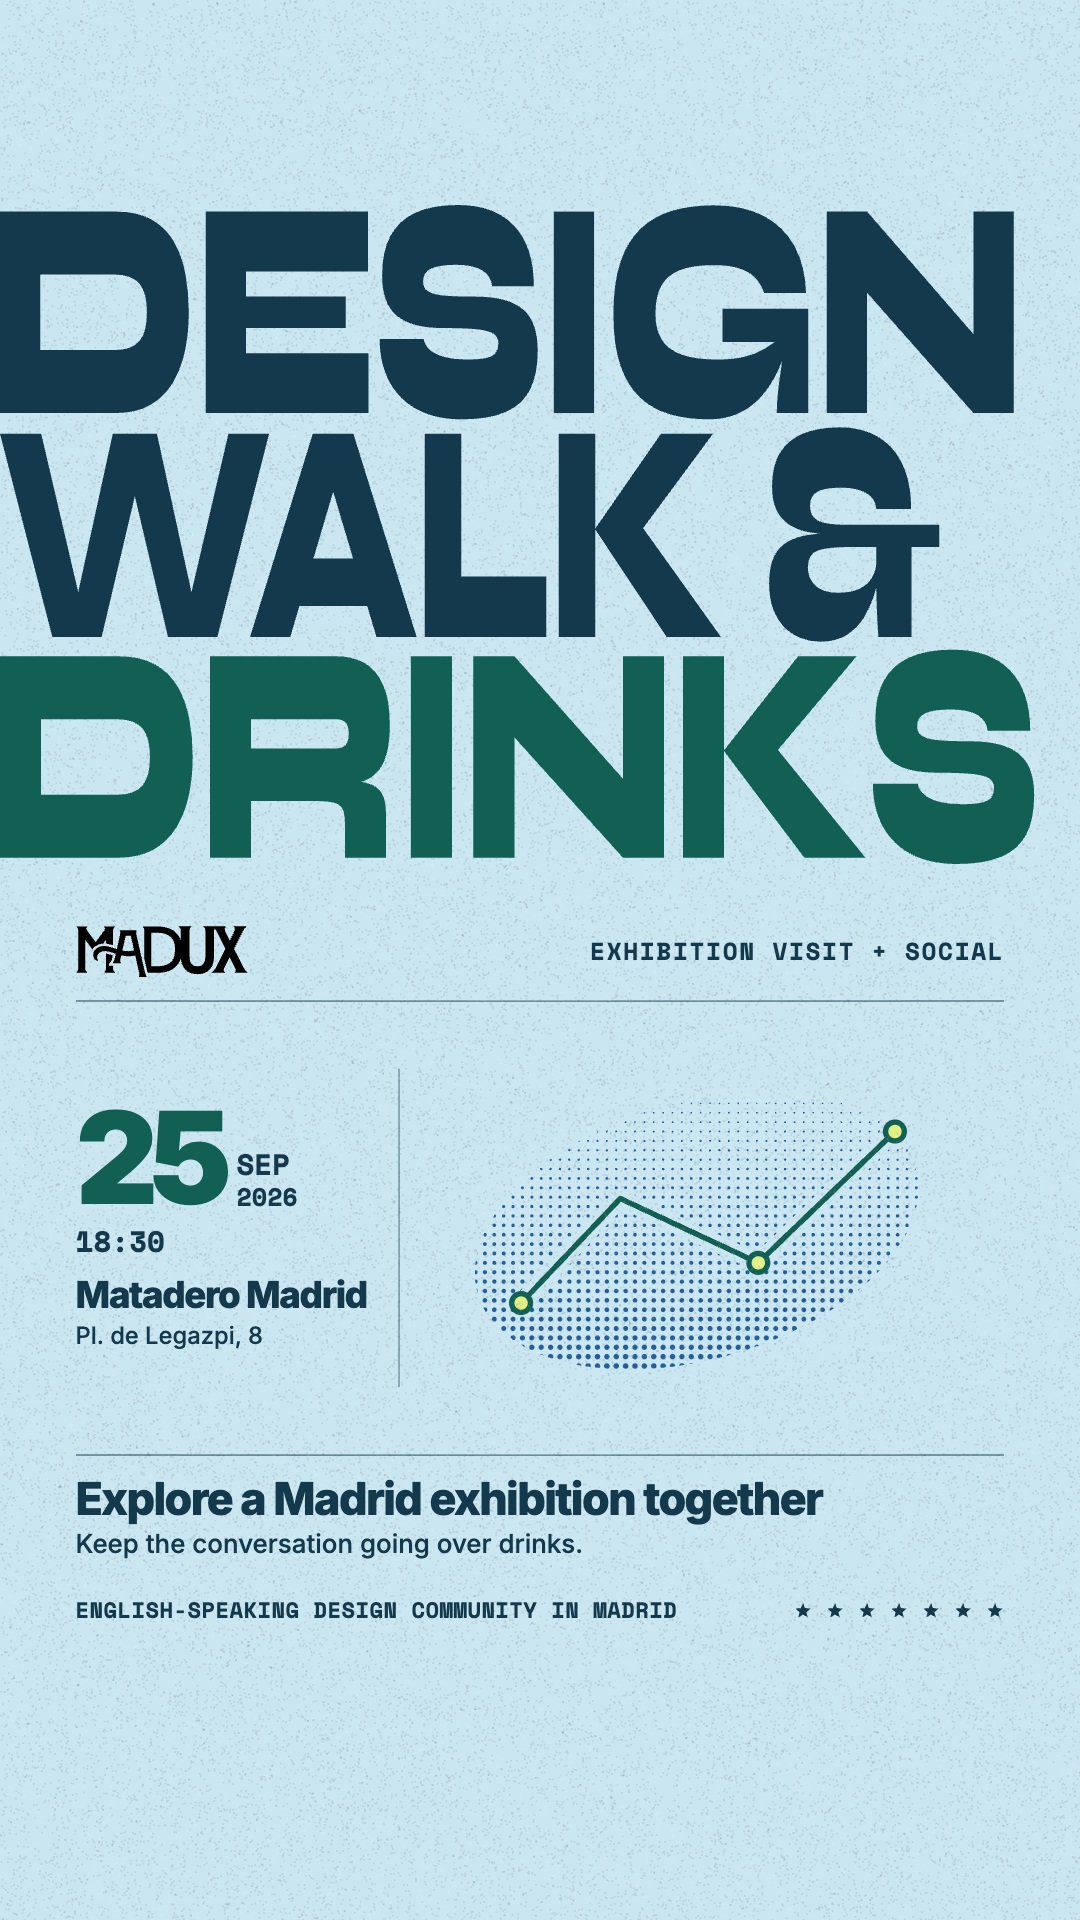 DESIGN
WALK &
DRINKS
MADUX
EXHIBITION VISIT + SOCIAL
25 SEP
2026
18:30
Matadero Madrid
Pl. de Legazpi, 8
Explore a Madrid exhibition together
Keep the conversation going over drinks.
ENGLISH-SPEAKING DESIGN COMMUNITY IN MADRID